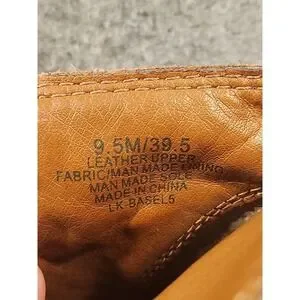 9.5M/39.5
LEATHER UPPER
FABRIC/MAN MADE LINING
MAN MADE SOLE
MADE IN CHINA
LK-BASEL5